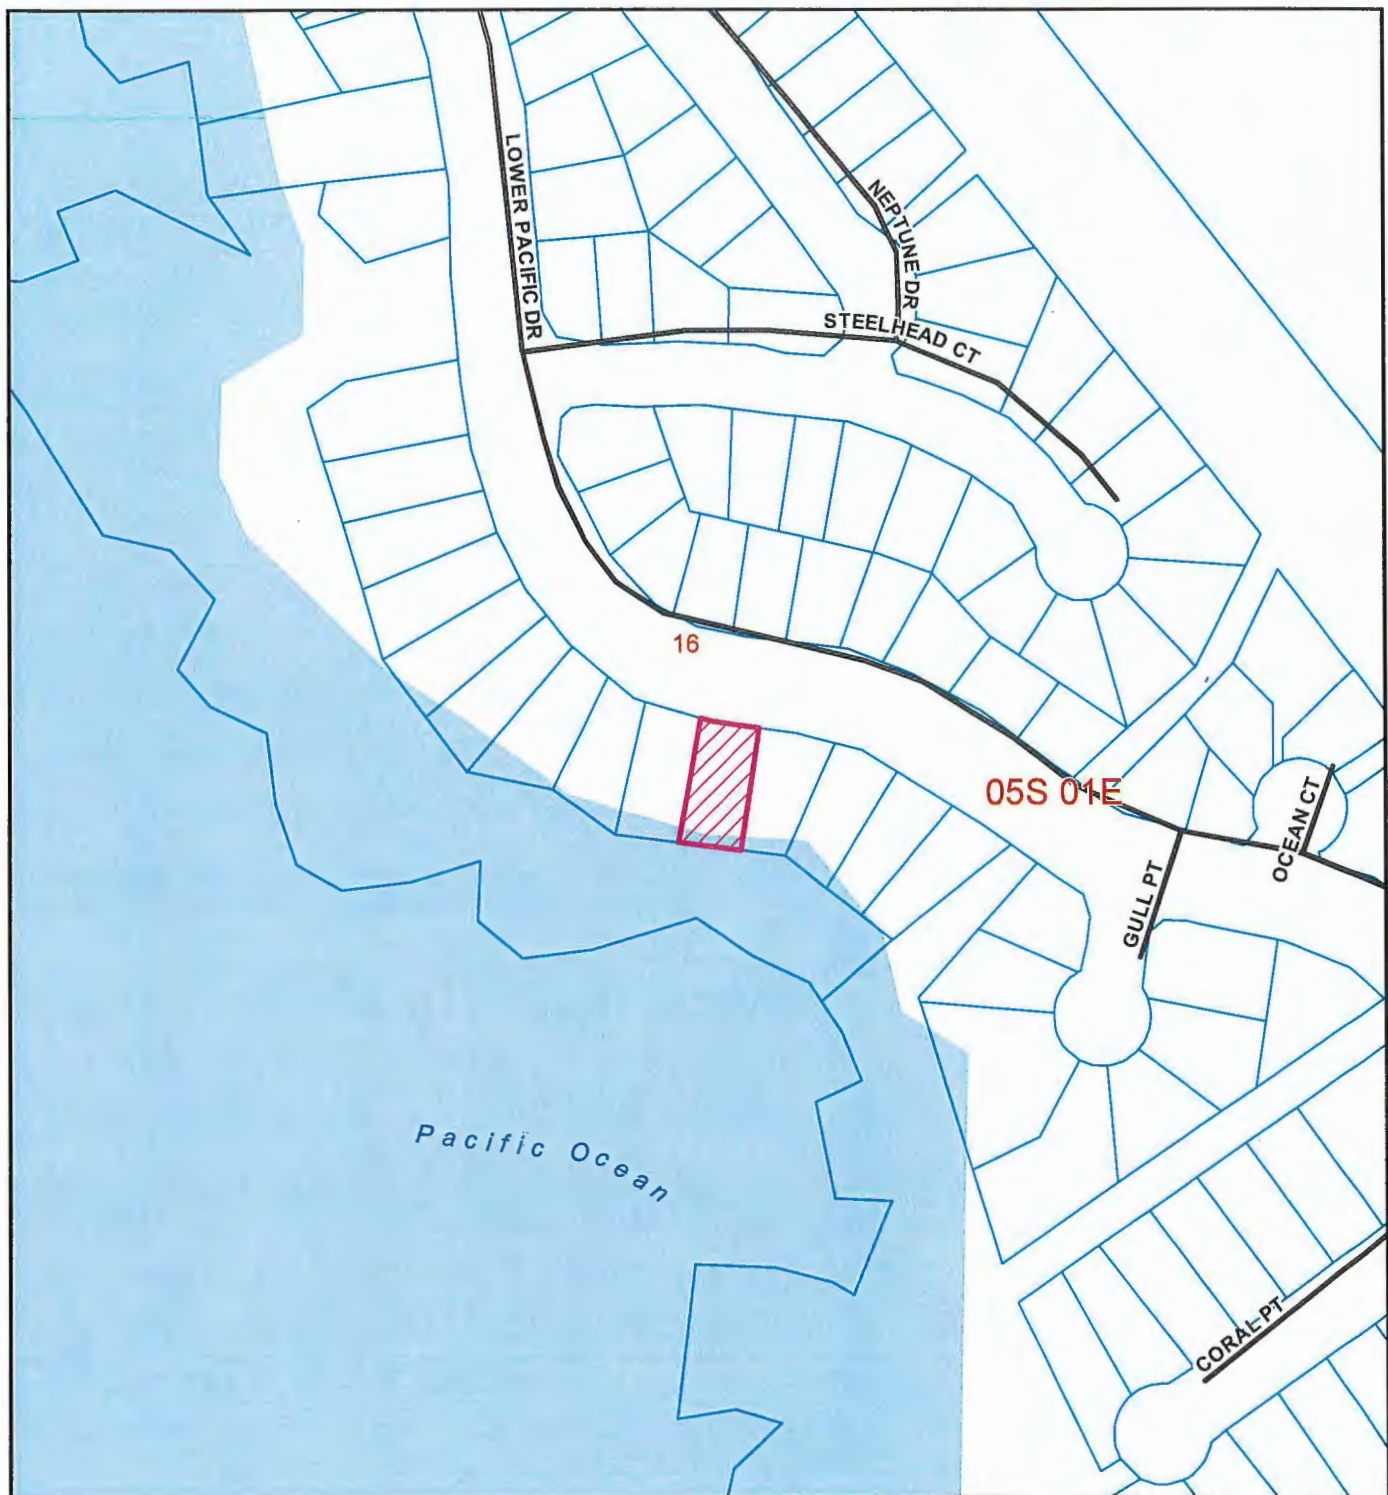 LOWER PACIFIC DR
NEPTUNE DR
STEELHEAD CT
16
05S 01E
OCEAN CT
GULL PT
Pacific Ocean
CORAL PT